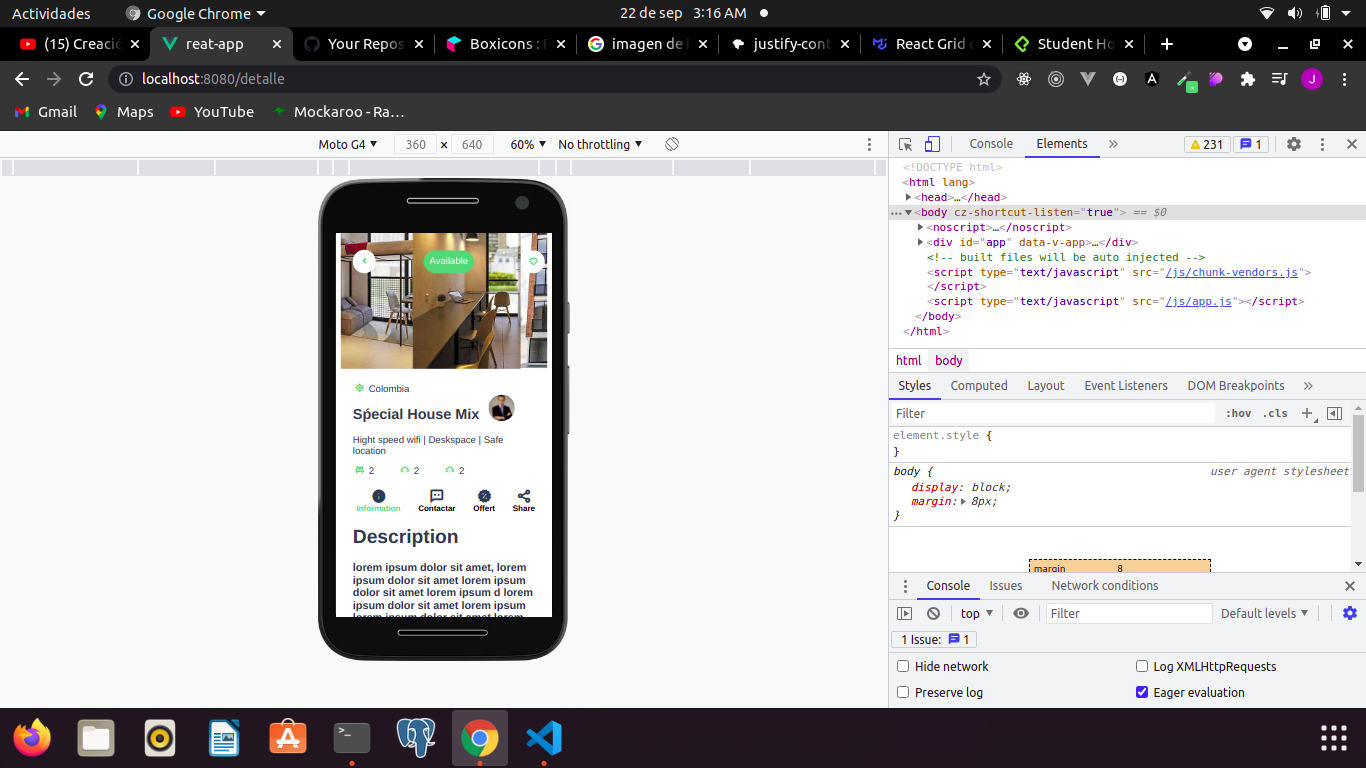 Actividades
Google Chrome
22 de sep 3:16 AM
(15) Creació
reat-app
Your Repos
Boxicons : F
imagen de h
justify-cont
React Grid c
Student Ho
localhost:8080/detalle
J
Gmail
Maps
YouTube
Mockaroo - Ra…
Moto G4
360 × 640
60%
No throttling
Console
Elements
231
1
<!DOCTYPE html>
<html lang>
<head>…</head>
<body cz-shortcut-listen="true"> == $0
<noscript>…</noscript>
<div id="app" data-v-app>…</div>
<!-- built files will be auto injected -->
<script type="text/javascript" src="/js/chunk-vendors.js">
</script>
<script type="text/javascript" src="/js/app.js"></script>
</body>
</html>
html body
Styles
Computed
Layout
Event Listeners
DOM Breakpoints
Filter
:hov .cls
element.style {
}
body {
user agent stylesheet
display: block;
margin: 8px;
}
margin 8
Console
Issues
Network conditions
top
Filter
Default levels
1 Issue: 1
Hide network
Log XMLHttpRequests
Preserve log
Eager evaluation
Available
Colombia
Special House Mix
Hight speed wifi | Deskspace | Safe
location
2 2 2
Information
Contactar
Offert
Share
Description
lorem ipsum dolor sit amet, lorem
ipsum dolor sit amet lorem ipsum
dolor sit amet lorem ipsum d lorem
ipsum dolor sit amet lorem ipsum
lorem ipsum dolor sit amet lorem